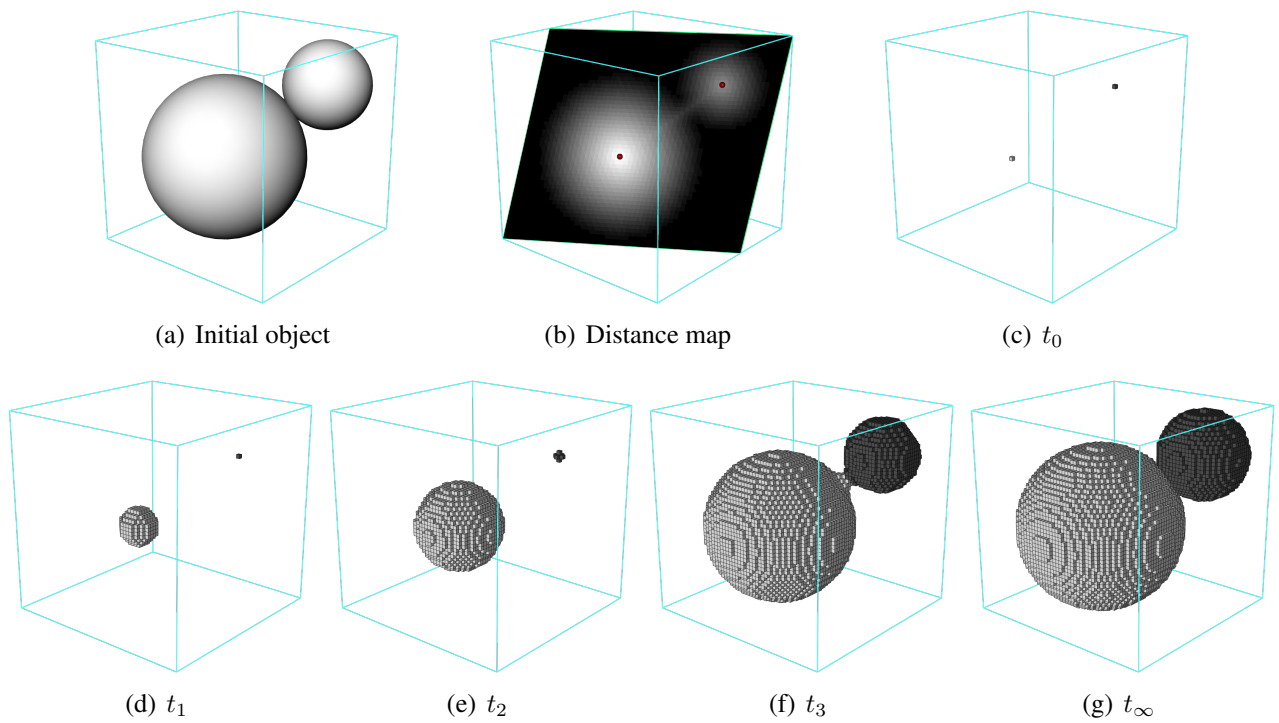 (a) Initial object
(b) Distance map
(c) t₀
(d) t₁
(e) t₂
(f) t₃
(g) t∞